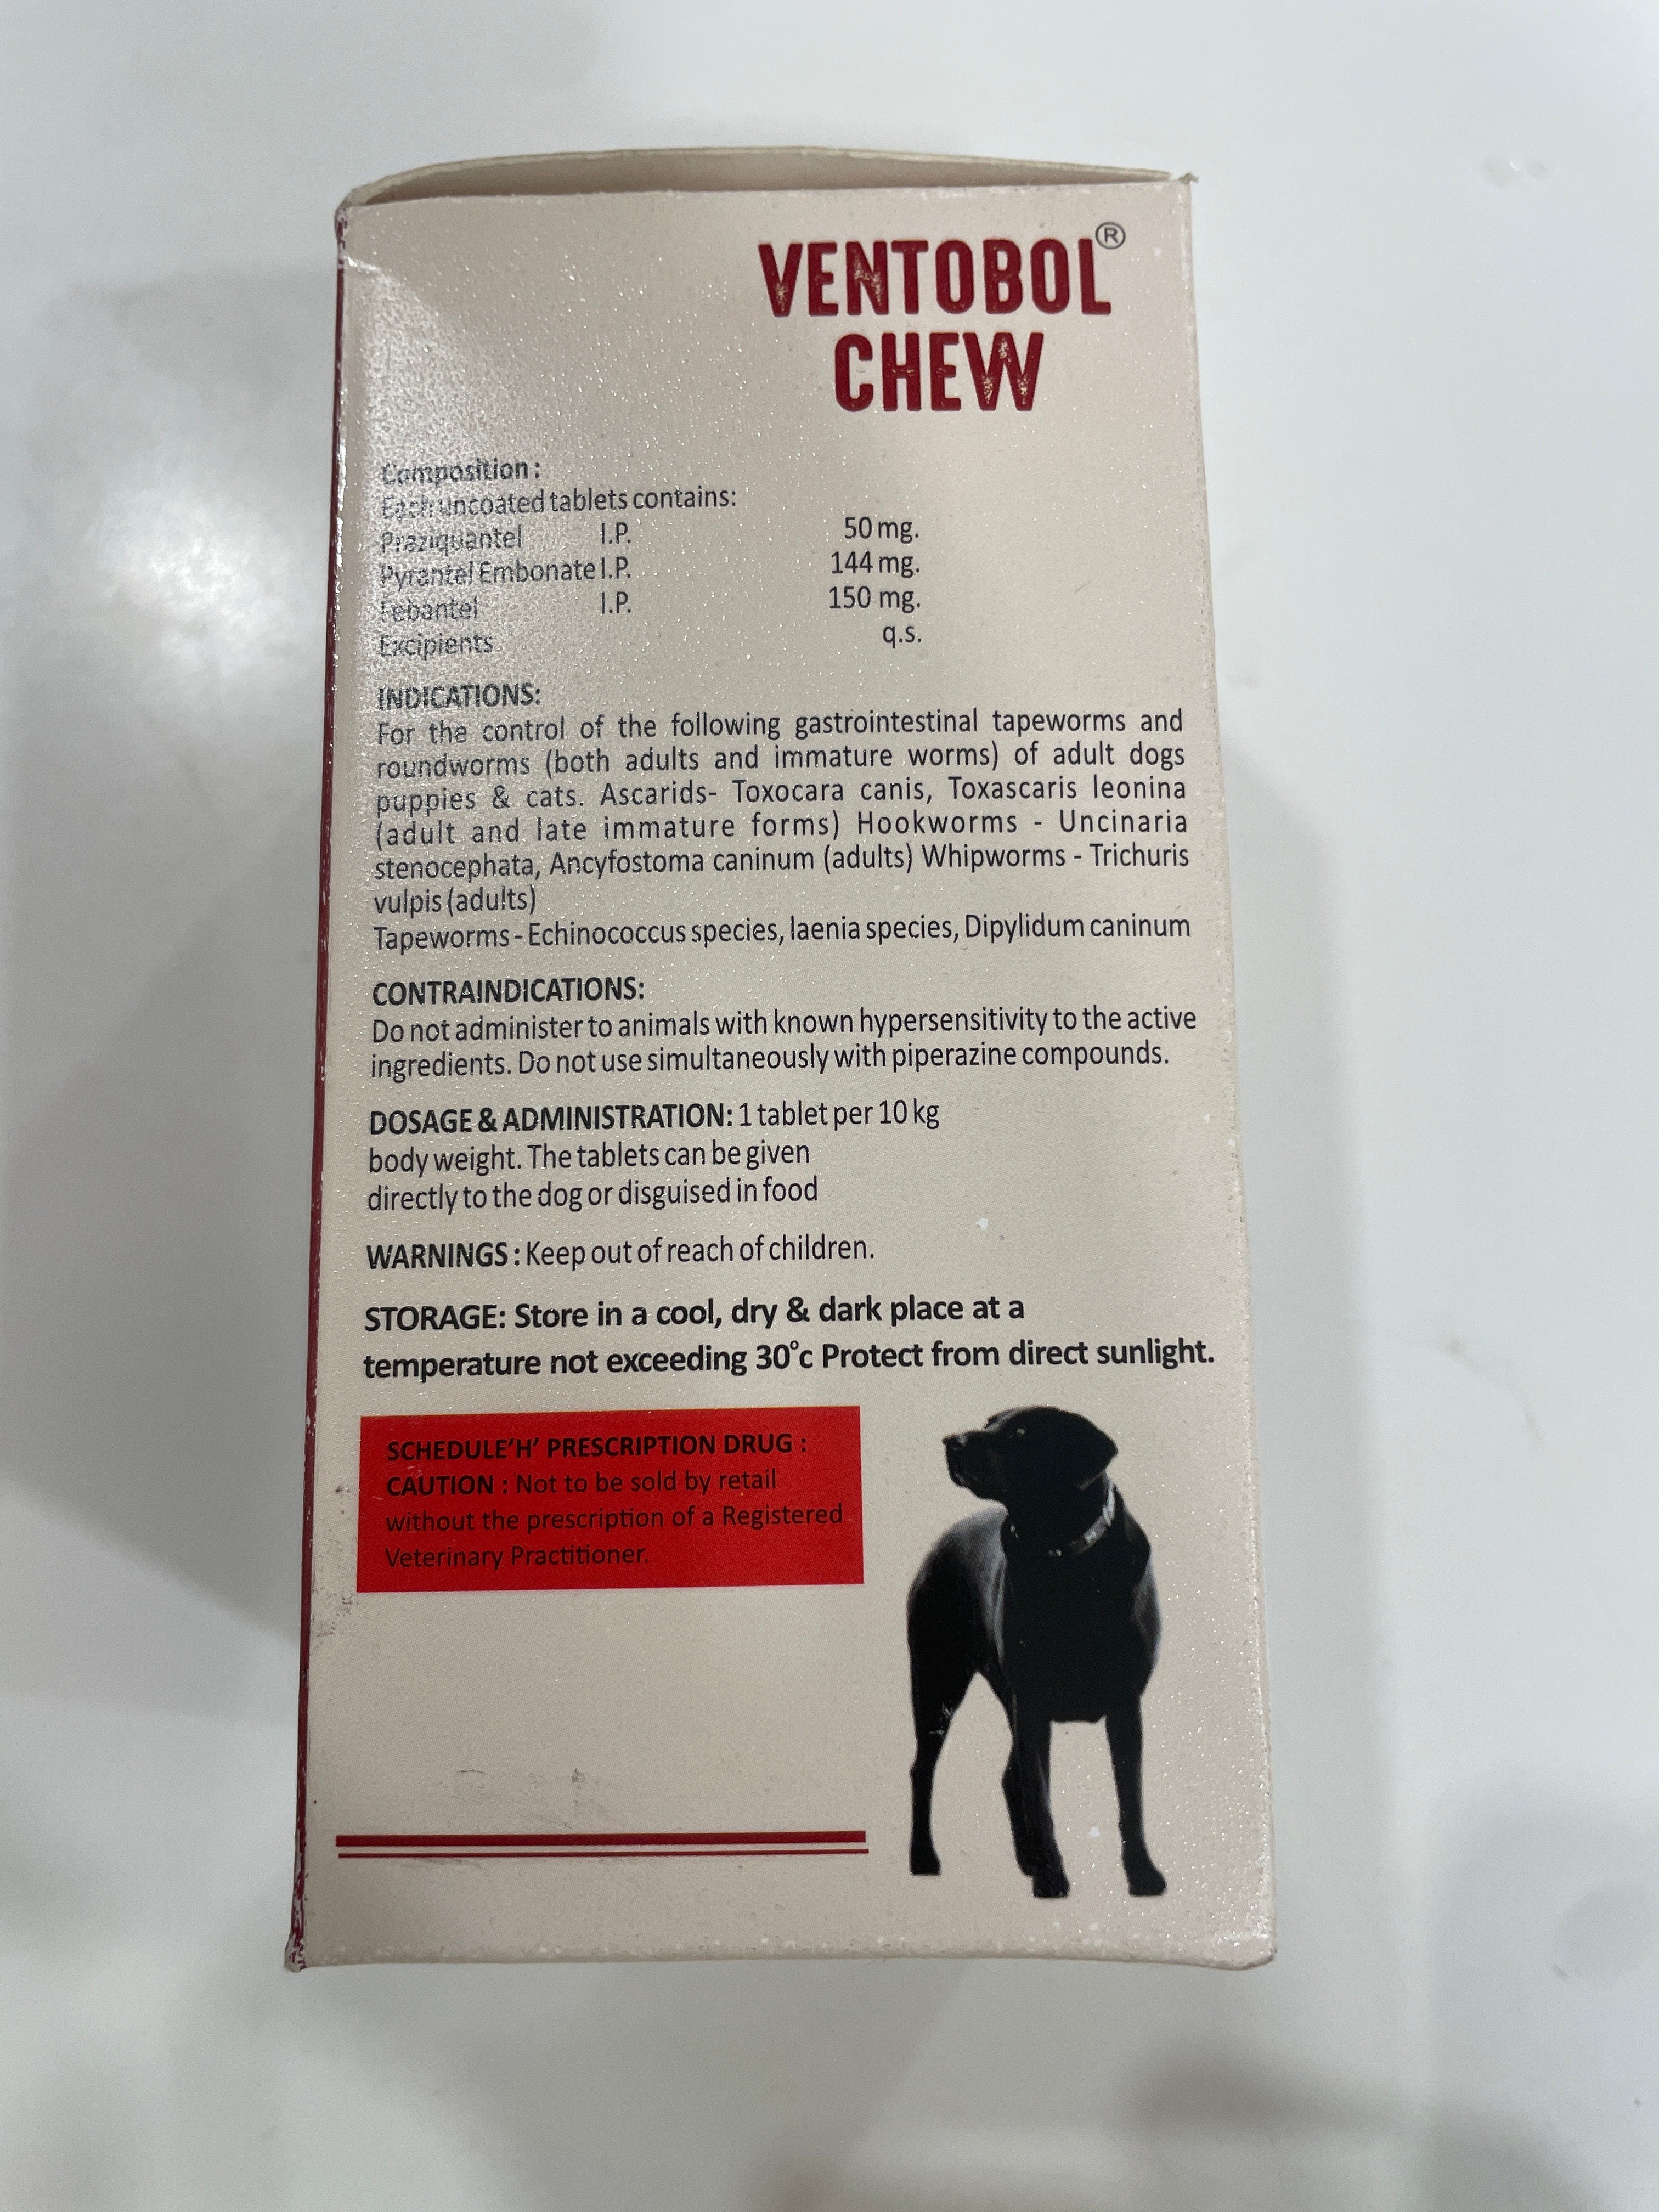 VENTOBOL®
CHEW
Composition :
Each uncoated tablets contains:
Praziquantel I.P. 50 mg.
Pyrantel Embonate I.P. 144 mg.
Febantel I.P. 150 mg.
Excipients q.s.
INDICATIONS:
For the control of the following gastrointestinal tapeworms and
roundworms (both adults and immature worms) of adult dogs
puppies & cats. Ascarids- Toxocara canis, Toxascaris leonina
(adult and late immature forms) Hookworms - Uncinaria
stenocephata, Ancyfostoma caninum (adults) Whipworms - Trichuris
vulpis (adults)
Tapeworms - Echinococcus species, laenia species, Dipylidum caninum
CONTRAINDICATIONS:
Do not administer to animals with known hypersensitivity to the active
ingredients. Do not use simultaneously with piperazine compounds.
DOSAGE & ADMINISTRATION: 1 tablet per 10 kg
body weight. The tablets can be given
directly to the dog or disguised in food
WARNINGS : Keep out of reach of children.
STORAGE: Store in a cool, dry & dark place at a
temperature not exceeding 30°c Protect from direct sunlight.
SCHEDULE'H' PRESCRIPTION DRUG :
CAUTION : Not to be sold by retail
without the prescription of a Registered
Veterinary Practitioner.